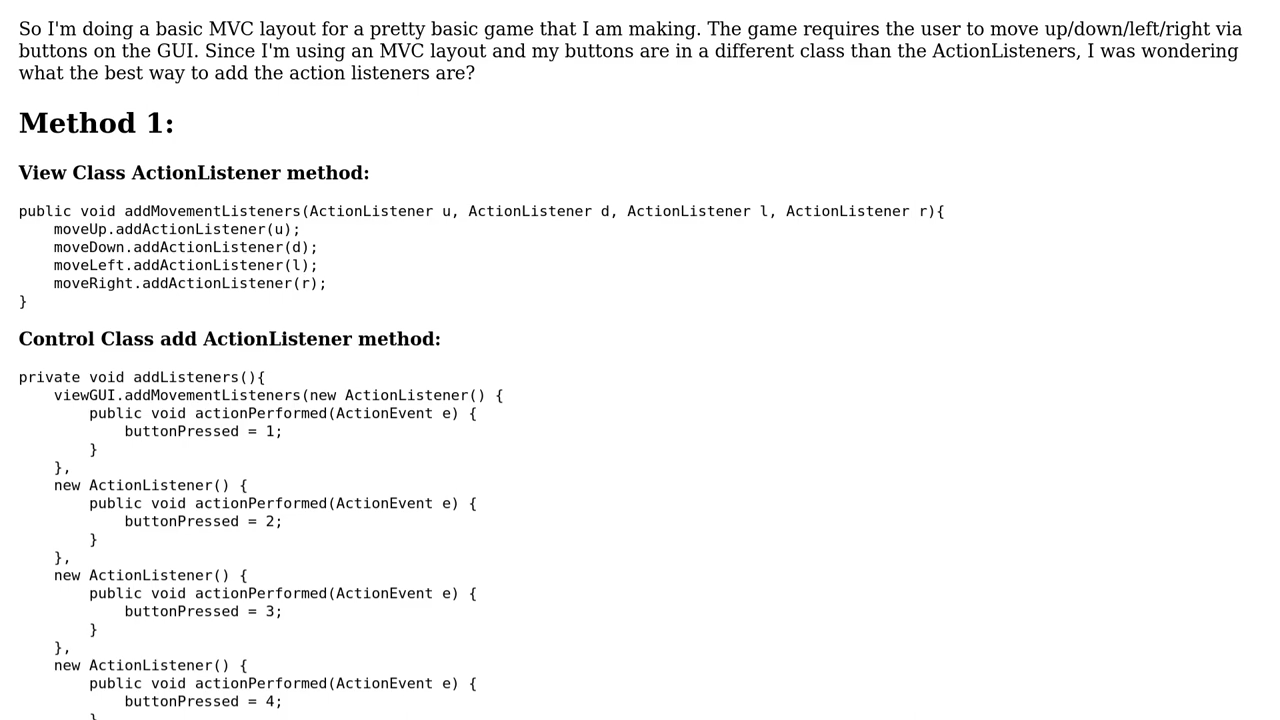 So I'm doing a basic MVC layout for a pretty basic game that I am making. The game requires the user to move up/down/left/right via
buttons on the GUI. Since I'm using an MVC layout and my buttons are in a different class than the ActionListeners, I was wondering
what the best way to add the action listeners are?
Method 1:
View Class ActionListener method:
public void addMovementListeners(ActionListener u, ActionListener d, ActionListener l, ActionListener r){
    moveUp.addActionListener(u);
    moveDown.addActionListener(d);
    moveLeft.addActionListener(l);
    moveRight.addActionListener(r);
}
Control Class add ActionListener method:
private void addListeners(){
    viewGUI.addMovementListeners(new ActionListener() {
        public void actionPerformed(ActionEvent e) {
            buttonPressed = 1;
        }
    },
    new ActionListener() {
        public void actionPerformed(ActionEvent e) {
            buttonPressed = 2;
        }
    },
    new ActionListener() {
        public void actionPerformed(ActionEvent e) {
            buttonPressed = 3;
        }
    },
    new ActionListener() {
        public void actionPerformed(ActionEvent e) {
            buttonPressed = 4;
        }